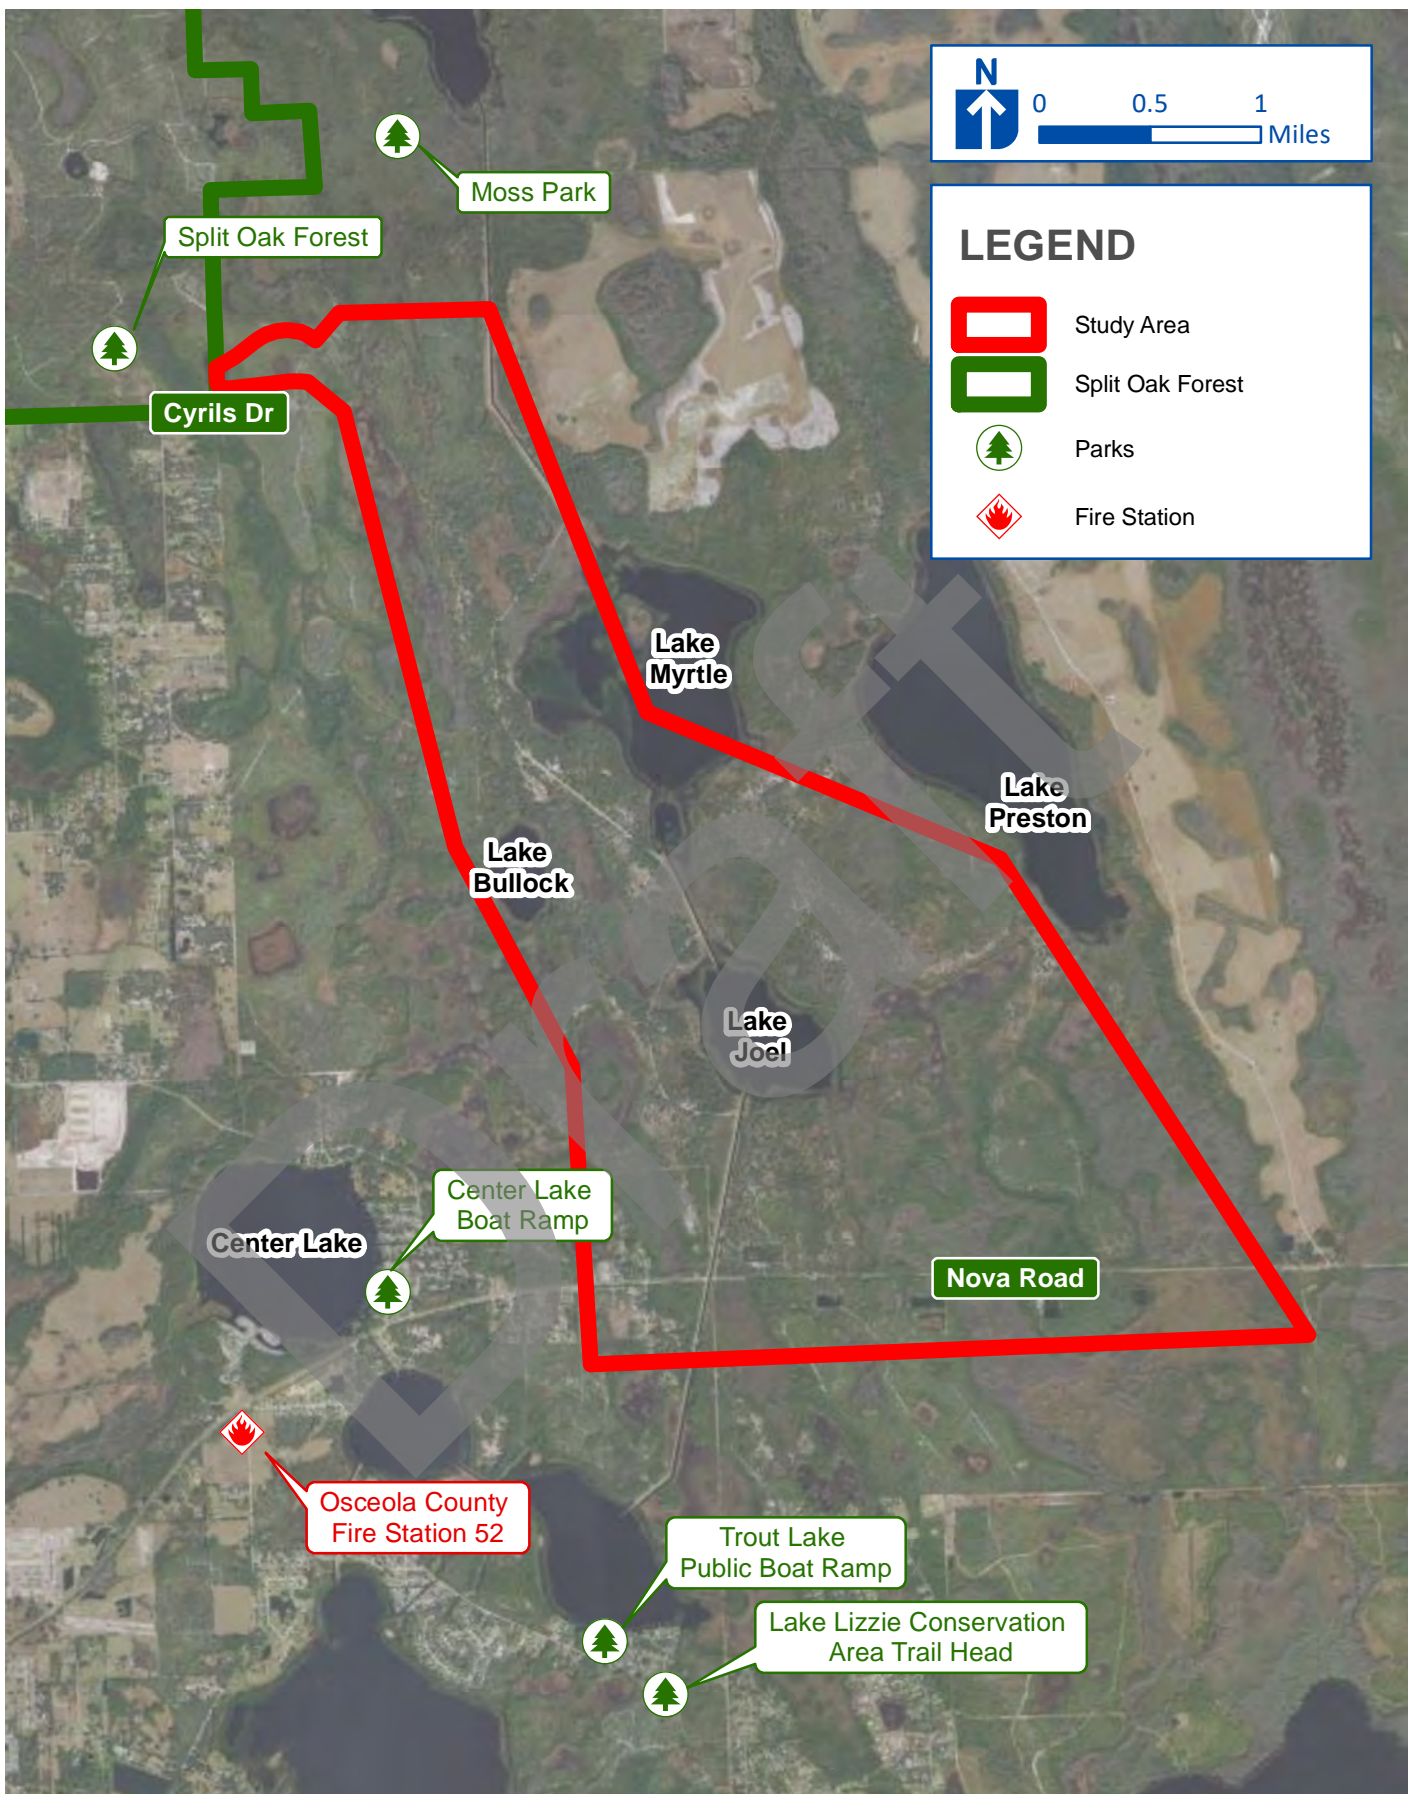 N
0 0.5 1
Miles
Moss Park
Split Oak Forest
LEGEND
Study Area
Split Oak Forest
Parks
Fire Station
Cyrils Dr
Lake
Myrtle
Lake
Preston
Lake
Bullock
Lake
Joel
Draft
Center Lake
Boat Ramp
Center Lake
Nova Road
Osceola County
Fire Station 52
Trout Lake
Public Boat Ramp
Lake Lizzie Conservation
Area Trail Head